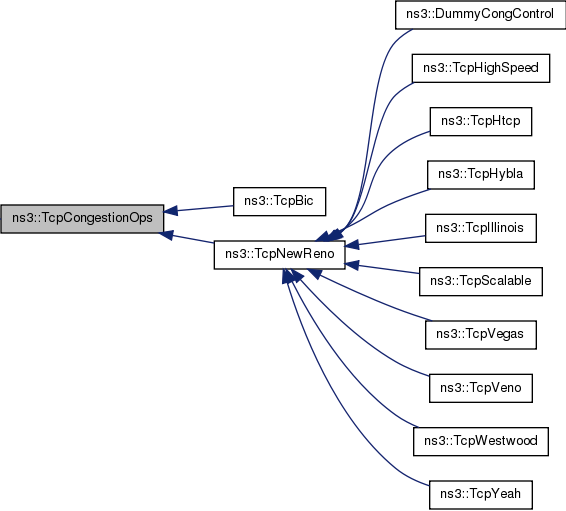 ns3::DummyCongControl
ns3::TcpHighSpeed
ns3::TcpHtcp
ns3::TcpHybla
ns3::TcpCongestionOps
ns3::TcpBic
ns3::TcpNewReno
ns3::TcpIllinois
ns3::TcpScalable
ns3::TcpVegas
ns3::TcpVeno
ns3::TcpWestwood
ns3::TcpYeah